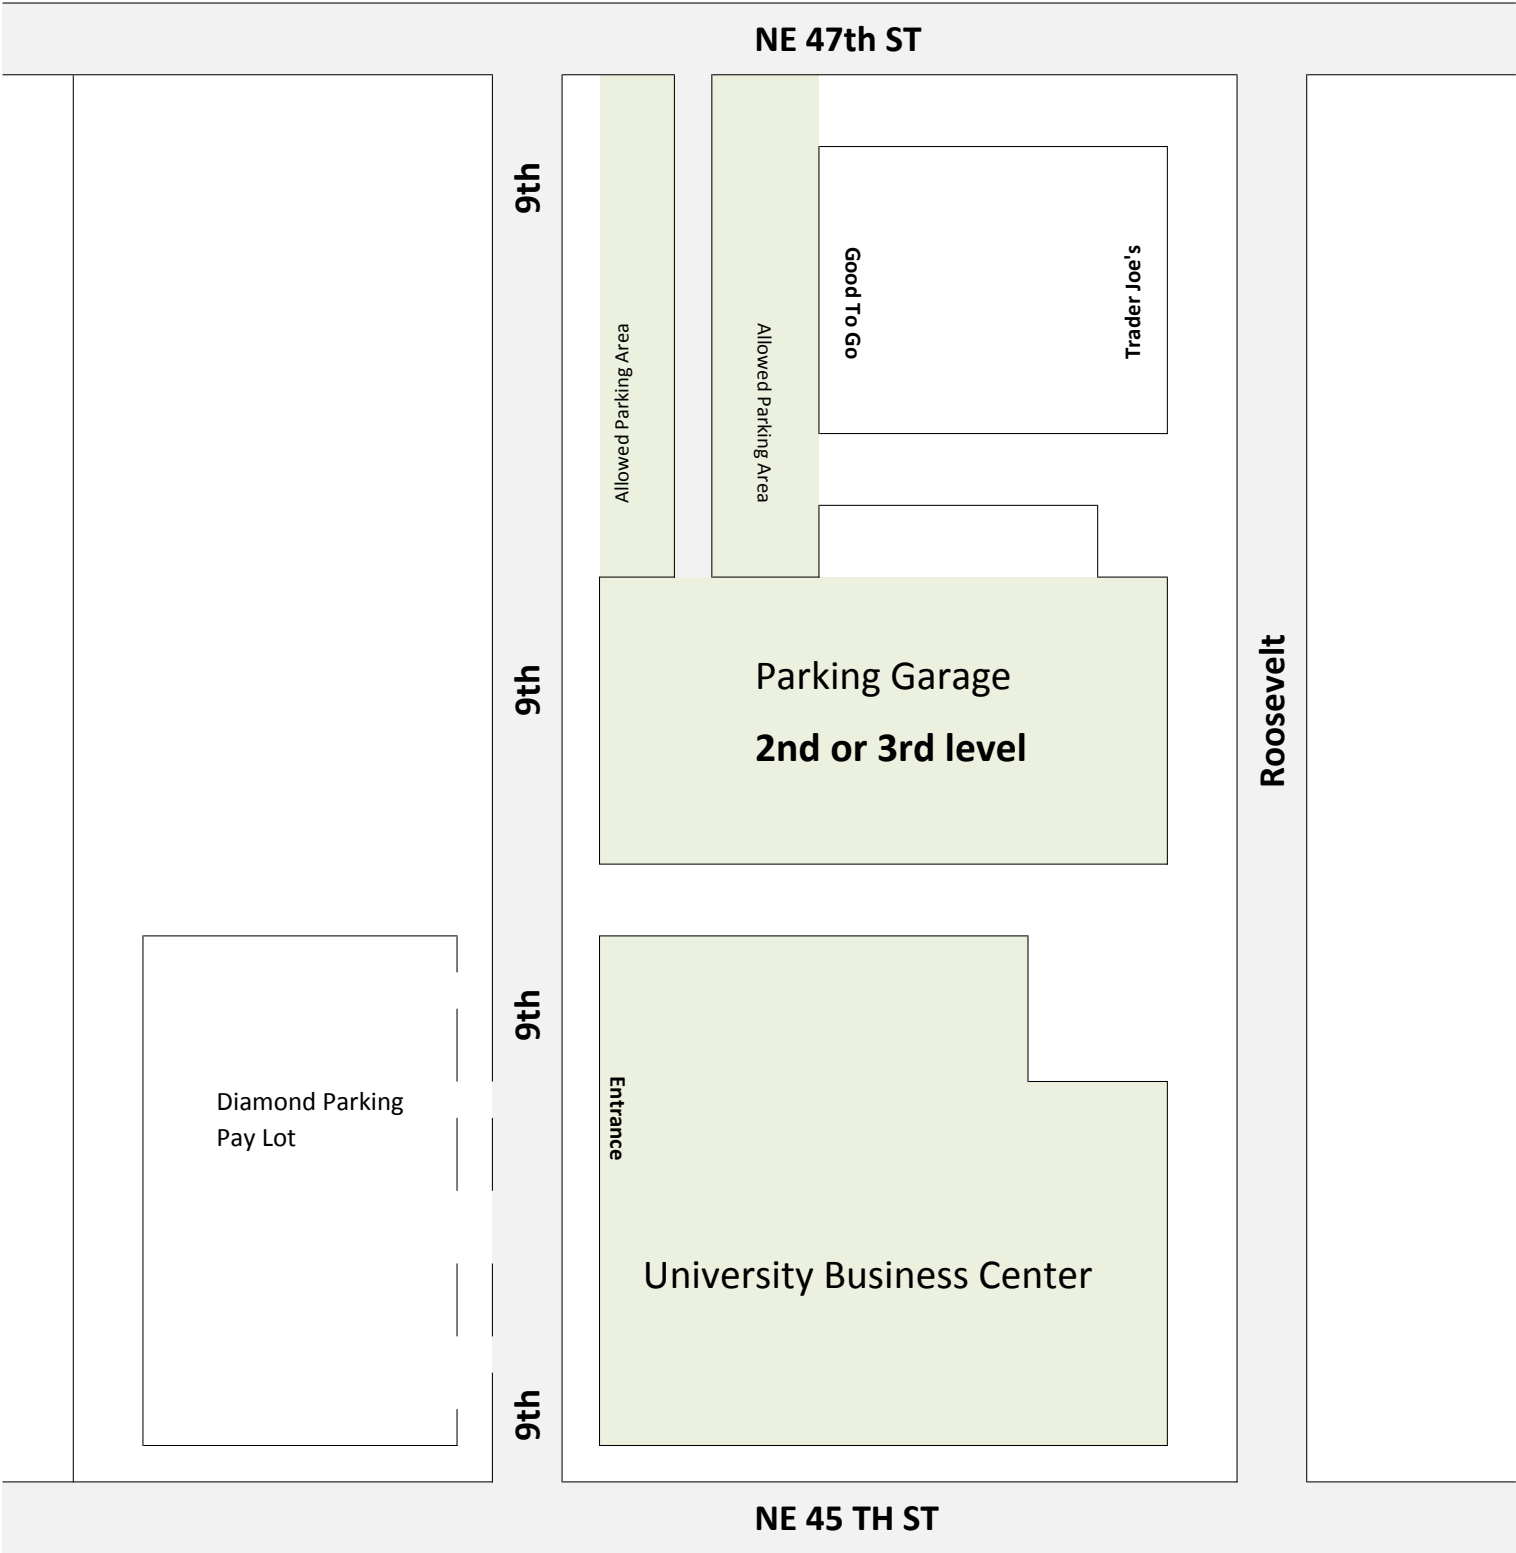 NE 47th ST
9th
Good To Go
Trader Joe's
Allowed Parking Area
Allowed Parking Area
9th
Parking Garage
2nd or 3rd level
Roosevelt
9th
Diamond Parking
Pay Lot
Entrance
University Business Center
9th
NE 45 TH ST